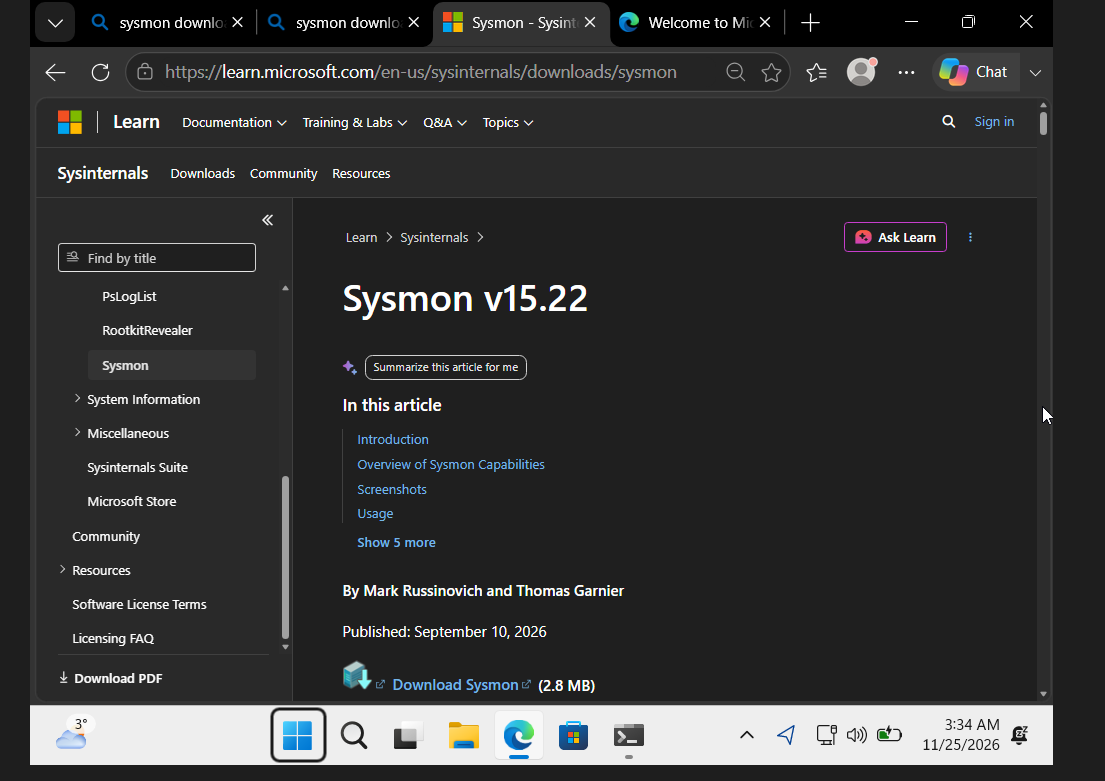 sysmon downlo
sysmon downlo
Sysmon - Sysint
Welcome to Mic
https://learn.microsoft.com/en-us/sysinternals/downloads/sysmon
Chat
Learn
Documentation
Training & Labs
Q&A
Topics
Sign in
Sysinternals
Downloads
Community
Resources
Find by title
PsLogList
RootkitRevealer
Sysmon
System Information
Miscellaneous
Sysinternals Suite
Microsoft Store
Community
Resources
Software License Terms
Licensing FAQ
Download PDF
Learn
Sysinternals
Ask Learn
Sysmon v15.22
Summarize this article for me
In this article
Introduction
Overview of Sysmon Capabilities
Screenshots
Usage
Show 5 more
By Mark Russinovich and Thomas Garnier
Published: September 10, 2026
Download Sysmon (2.8 MB)
3°
3:34 AM
11/25/2026